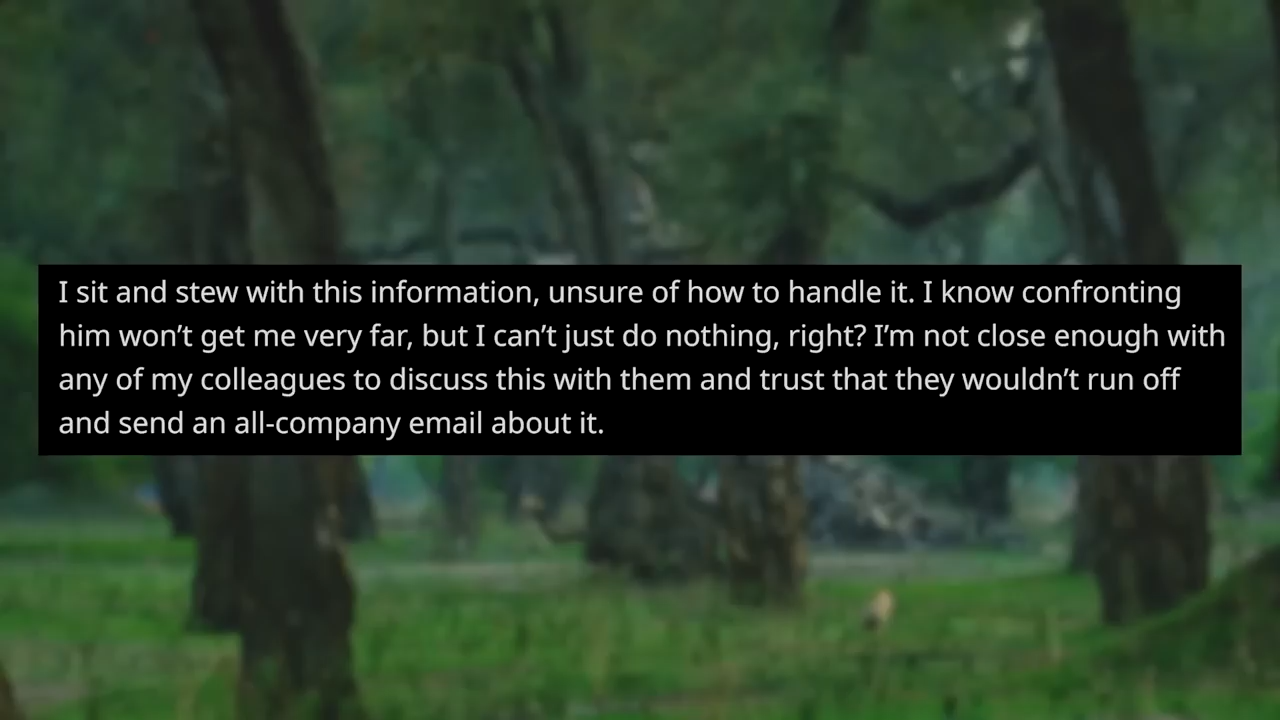 I sit and stew with this information, unsure of how to handle it. I know confronting
him won’t get me very far, but I can’t just do nothing, right? I’m not close enough with
any of my colleagues to discuss this with them and trust that they wouldn’t run off
and send an all-company email about it.